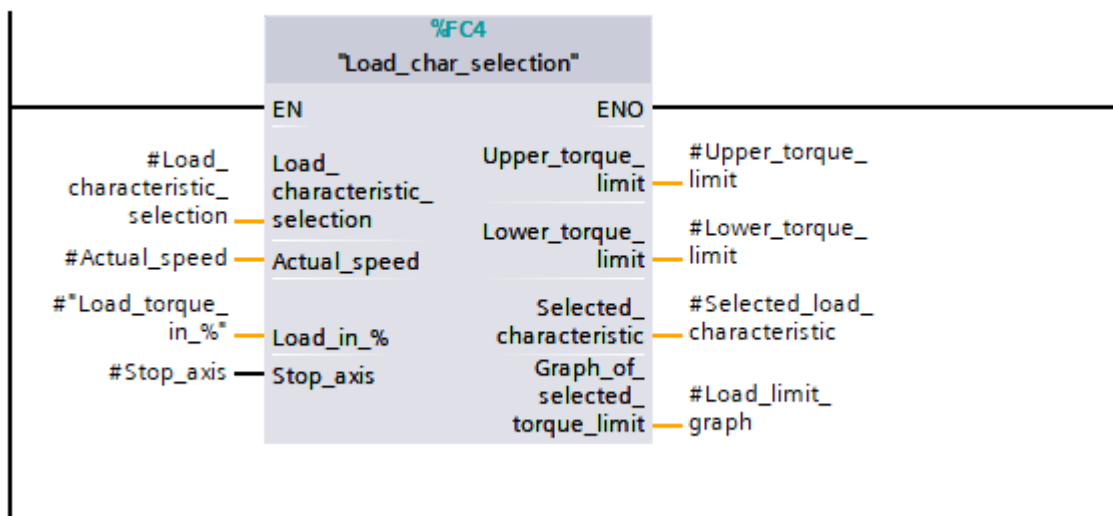 %FC4
"Load_char_selection"
EN
ENO
#Load_
characteristic_
selection
Load_
characteristic_
selection
Upper_torque_
limit
#Upper_torque_
limit
#Actual_speed
Actual_speed
Lower_torque_
limit
#Lower_torque_
limit
#"Load_torque_
in_%"
Load_in_%
Selected_
characteristic
#Selected_load_
characteristic
#Stop_axis
Stop_axis
Graph_of_
selected_
torque_limit
#Load_limit_
graph